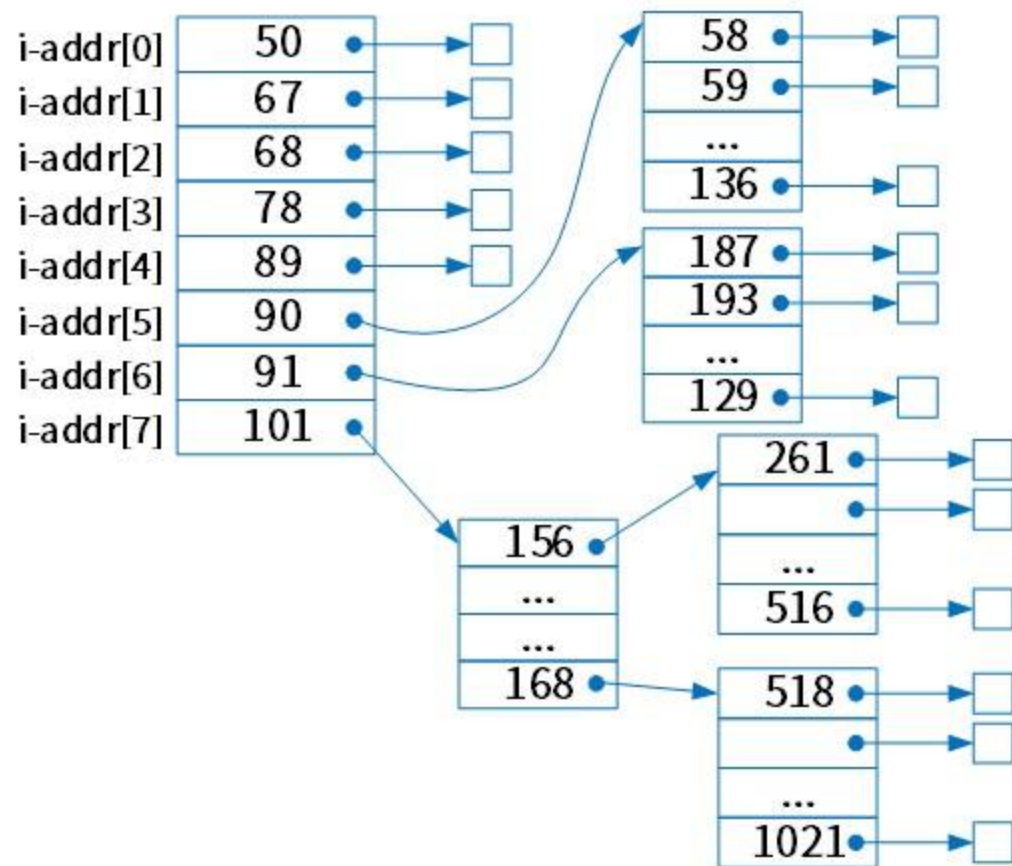 i-addr[0] 50
i-addr[1] 67
i-addr[2] 68
i-addr[3] 78
i-addr[4] 89
i-addr[5] 90
i-addr[6] 91
i-addr[7] 101
58
59
...
136
187
193
...
129
156
...
...
168
261
...
516
518
...
1021